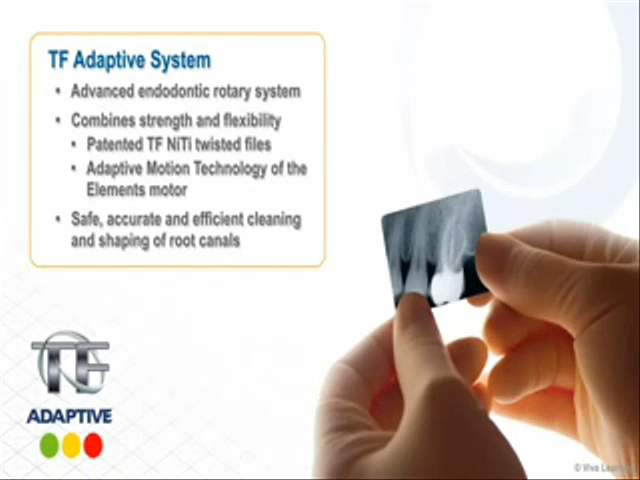 TF Adaptive System
• Advanced endodontic rotary system
• Combines strength and flexibility
• Patented TF NiTi twisted files
• Adaptive Motion Technology of the
Elements motor
• Safe, accurate and efficient cleaning
and shaping of root canals
TF
ADAPTIVE
© Viva